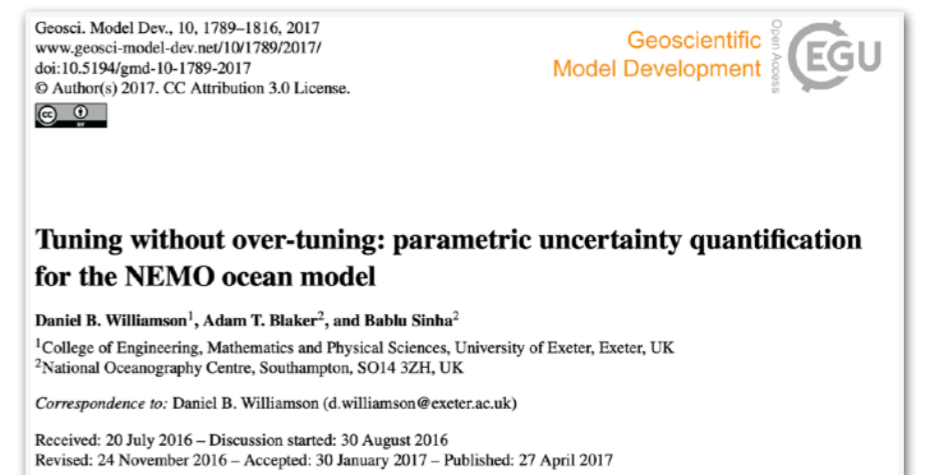 Geosci. Model Dev., 10, 1789–1816, 2017
www.geosci-model-dev.net/10/1789/2017/
doi:10.5194/gmd-10-1789-2017
© Author(s) 2017. CC Attribution 3.0 License.
cc
BY
Geoscientific
Model Development
Open Access
EGU
Tuning without over-tuning: parametric uncertainty quantification
for the NEMO ocean model
Daniel B. Williamson1, Adam T. Blaker2, and Bablu Sinha2
1College of Engineering, Mathematics and Physical Sciences, University of Exeter, Exeter, UK
2National Oceanography Centre, Southampton, SO14 3ZH, UK
Correspondence to: Daniel B. Williamson (d.williamson@exeter.ac.uk)
Received: 20 July 2016 – Discussion started: 30 August 2016
Revised: 24 November 2016 – Accepted: 30 January 2017 – Published: 27 April 2017